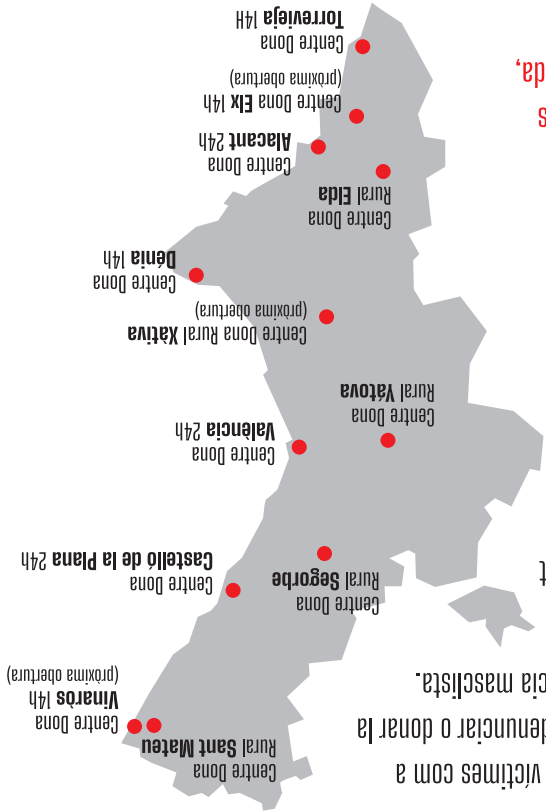 víctimes com a
denunciar o donar la
cia masclista.
t
s
da,
Centre Dona
Rural Sant Mateu
Centre Dona
Vinaròs 14h
(pròxima obertura)
Centre Dona
Rural Segorbe
Centre Dona
Castelló de la Plana 24h
Centre Dona
Rural Yátova
Centre Dona
València 24h
Centre Dona Rural Xàtiva
(pròxima obertura)
Centre Dona
Dénia 14h
Centre Dona
Rural Elda
Centre Dona
Alacant 24h
Centre Dona Elx 14h
(pròxima obertura)
Centre Dona
Torrevieja 14H